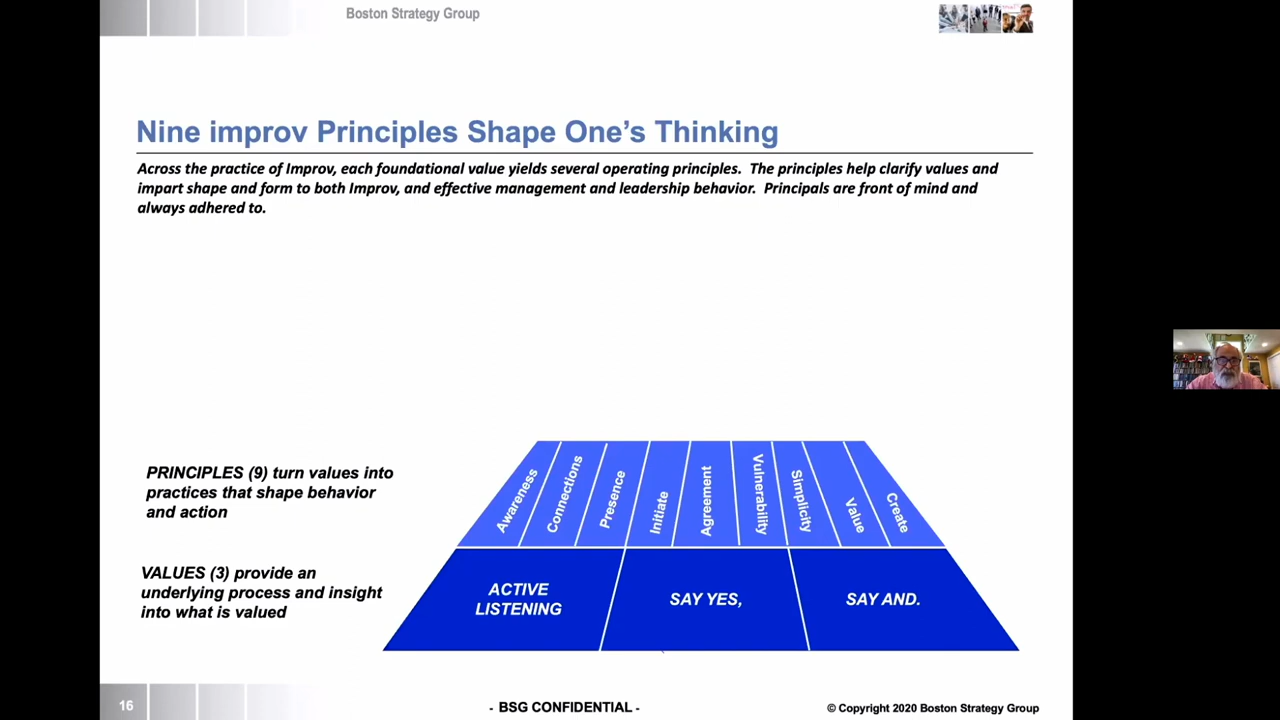 Boston Strategy Group
Nine improv Principles Shape One's Thinking
Across the practice of Improv, each foundational value yields several operating principles. The principles help clarify values and
impart shape and form to both Improv, and effective management and leadership behavior. Principals are front of mind and
always adhered to.
PRINCIPLES (9) turn values into
practices that shape behavior
and action
Awareness
Connections
Presence
Initiate
Agreement
Vulnerability
Simplicity
Value
Create
VALUES (3) provide an
underlying process and insight
into what is valued
ACTIVE
LISTENING
SAY YES,
SAY AND.
16
- BSG CONFIDENTIAL -
© Copyright 2020 Boston Strategy Group